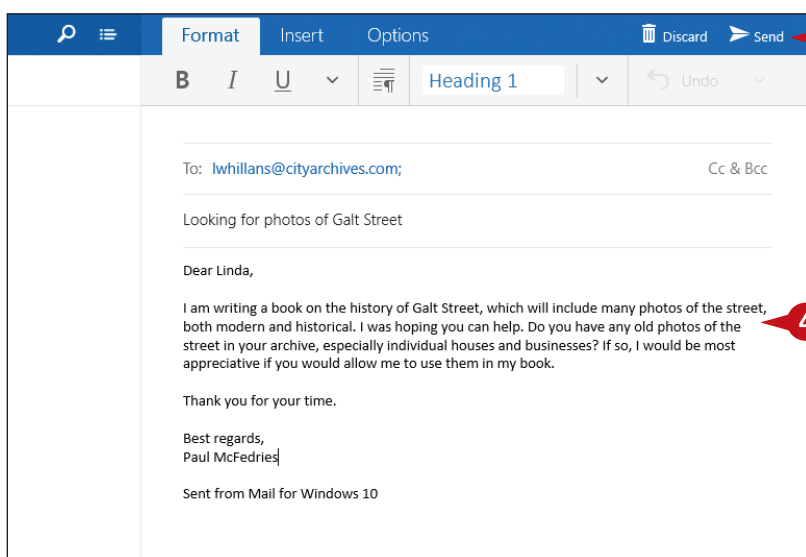 Format Insert Options Discard Send
B I U Heading 1 Undo
To: lwhillans@cityarchives.com; Cc & Bcc
Looking for photos of Galt Street
Dear Linda,
I am writing a book on the history of Galt Street, which will include many photos of the street,
both modern and historical. I was hoping you can help. Do you have any old photos of the
street in your archive, especially individual houses and businesses? If so, I would be most
appreciative if you would allow me to use them in my book.
4
Thank you for your time.
Best regards,
Paul McFedries
Sent from Mail for Windows 10